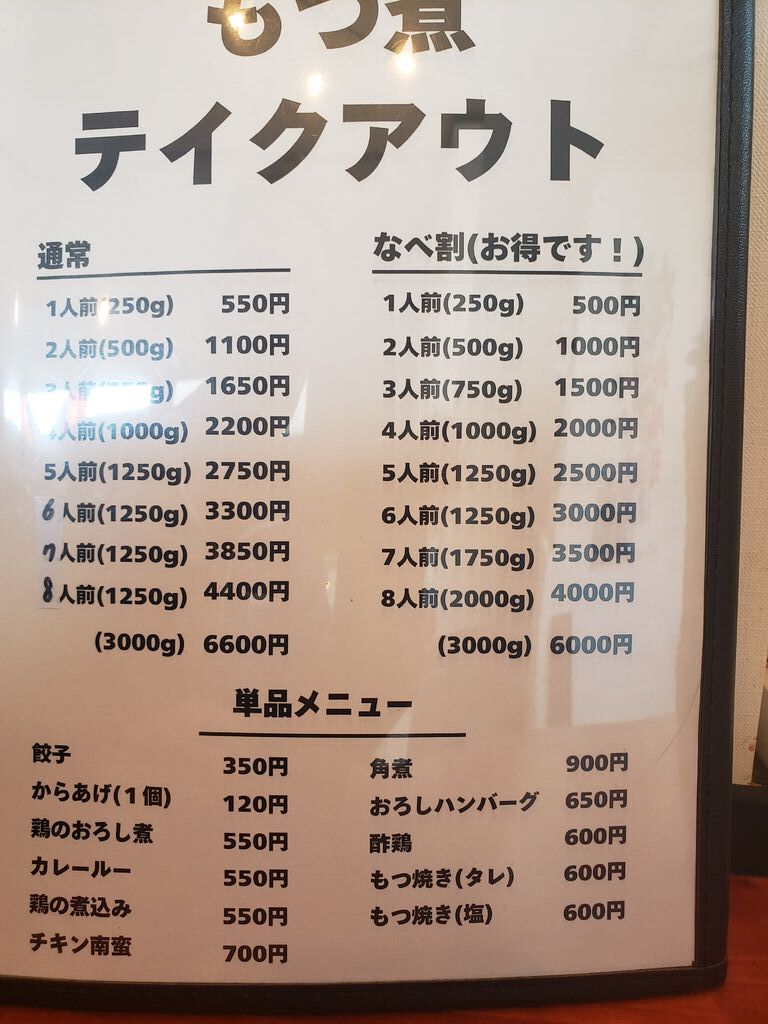 もつ煮
テイクアウト
通常
1人前(250g) 550円
2人前(500g) 1100円
3人前(750g) 1650円
4人前(1000g) 2200円
5人前(1250g) 2750円
6人前(1250g) 3300円
7人前(1250g) 3850円
8人前(1250g) 4400円
(3000g) 6600円
なべ割(お得です！)
1人前(250g) 500円
2人前(500g) 1000円
3人前(750g) 1500円
4人前(1000g) 2000円
5人前(1250g) 2500円
6人前(1250g) 3000円
7人前(1750g) 3500円
8人前(2000g) 4000円
(3000g) 6000円
単品メニュー
餃子 350円
からあげ(1個) 120円
鶏のおろし煮 550円
カレールー 550円
鶏の煮込み 550円
チキン南蛮 700円
角煮 900円
おろしハンバーグ 650円
酢鶏 600円
もつ焼き(タレ) 600円
もつ焼き(塩) 600円